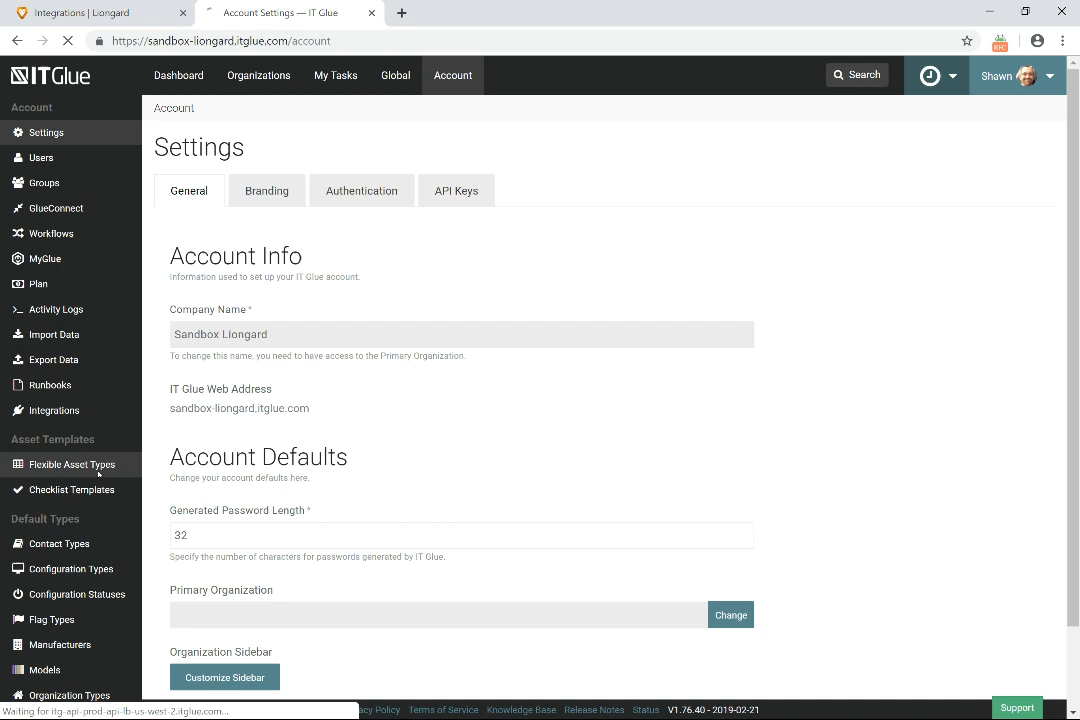 Integrations | Liongard
Account Settings — IT Glue
https://sandbox-liongard.itglue.com/account
REC
ITGlue
Dashboard
Organizations
My Tasks
Global
Account
Search
Shawn
Account
Settings
Users
Groups
GlueConnect
Workflows
MyGlue
Plan
Activity Logs
Import Data
Export Data
Runbooks
Integrations
Asset Templates
Flexible Asset Types
Checklist Templates
Default Types
Contact Types
Configuration Types
Configuration Statuses
Flag Types
Manufacturers
Models
Organization Types
Account
Settings
General
Branding
Authentication
API Keys
Account Info
Information used to set up your IT Glue account.
Company Name *
Sandbox Liongard
To change this name, you need to have access to the Primary Organization.
IT Glue Web Address
sandbox-liongard.itglue.com
Account Defaults
Change your account defaults here.
Generated Password Length *
32
Specify the number of characters for passwords generated by IT Glue.
Primary Organization
Change
Organization Sidebar
Customize Sidebar
Waiting for itg-api-prod-api-lb-us-west-2.itglue.com...
acy Policy
Terms of Service
Knowledge Base
Release Notes
Status
V1.76.40 - 2019-02-21
Support